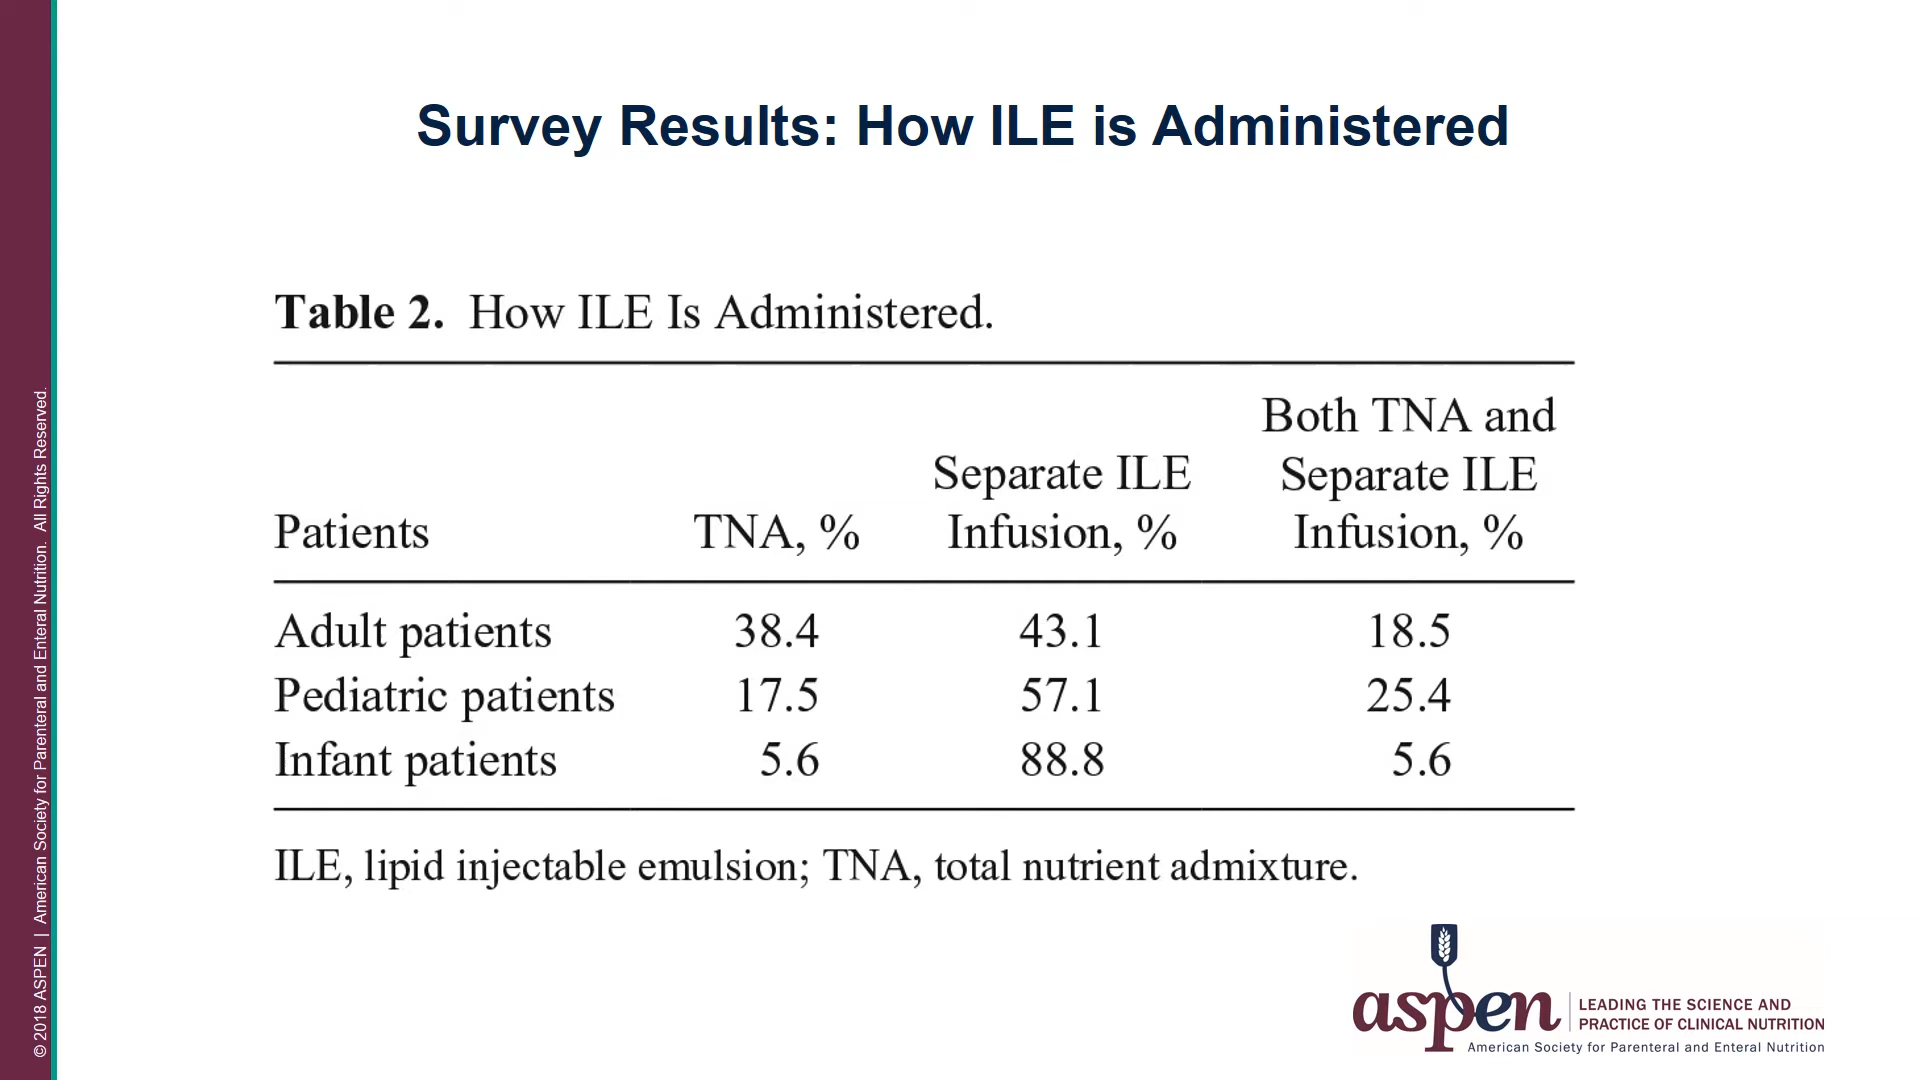 Survey Results: How ILE is Administered
Table 2. How ILE Is Administered.
Patients TNA, % Separate ILE Infusion, % Both TNA and Separate ILE Infusion, %
Adult patients 38.4 43.1 18.5
Pediatric patients 17.5 57.1 25.4
Infant patients 5.6 88.8 5.6
ILE, lipid injectable emulsion; TNA, total nutrient admixture.
© 2018 ASPEN | American Society for Parenteral and Enteral Nutrition. All Rights Reserved.
aspen
LEADING THE SCIENCE AND
PRACTICE OF CLINICAL NUTRITION
American Society for Parenteral and Enteral Nutrition